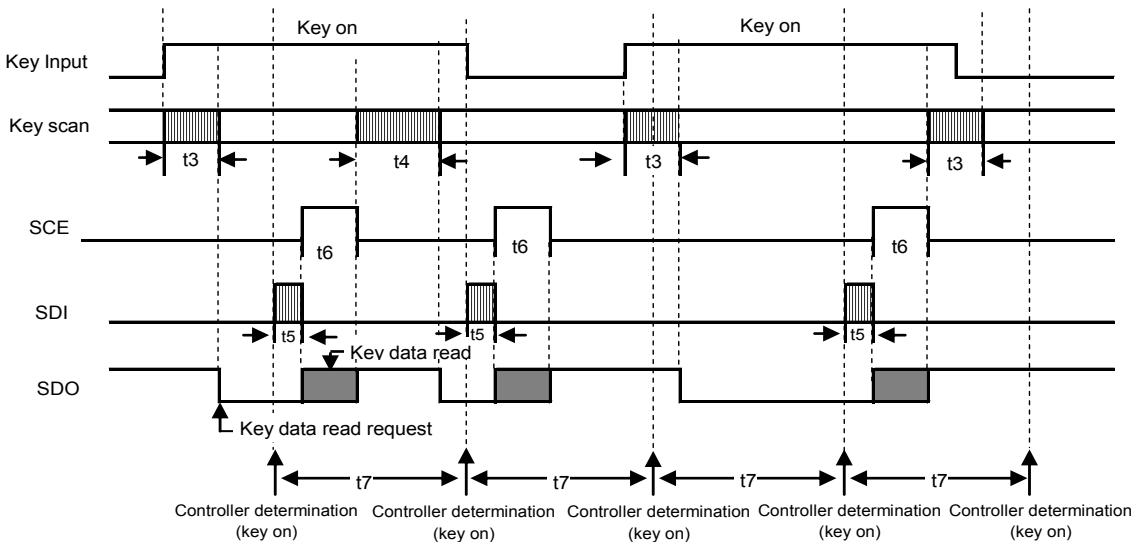 Key on
Key on
Key Input
Key scan
t3
t4
t3
t3
SCE
t6
t6
t6
SDI
t5
t5
t5
Key data read
SDO
Key data read request
t7
t7
t7
t7
Controller determination
(key on)
Controller determination
(key on)
Controller determination
(key on)
Controller determination
(key on)
Controller determination
(key on)